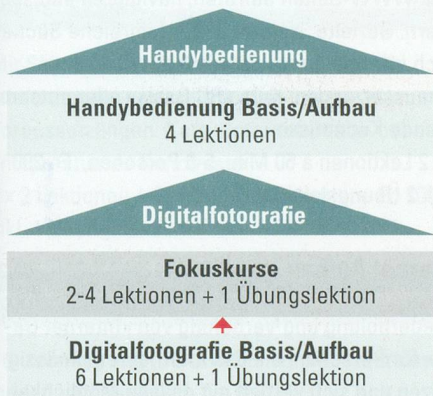 Handybedienung
Handybedienung Basis/Aufbau
4 Lektionen
Digitalfotografie
Fokuskurse
2-4 Lektionen + 1 Übungslektion
Digitalfotografie Basis/Aufbau
6 Lektionen + 1 Übungslektion